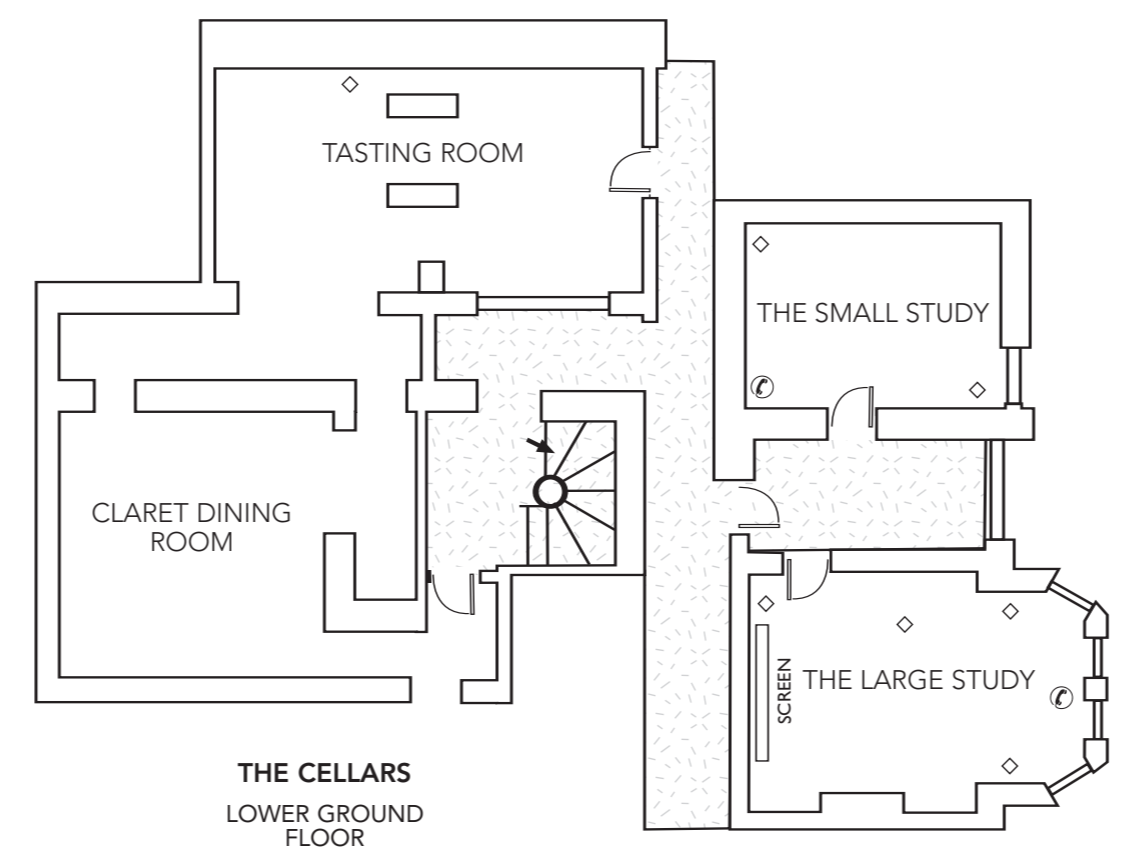 TASTING ROOM
THE SMALL STUDY
CLARET DINING
ROOM
SCREEN
THE LARGE STUDY
THE CELLARS
LOWER GROUND
FLOOR